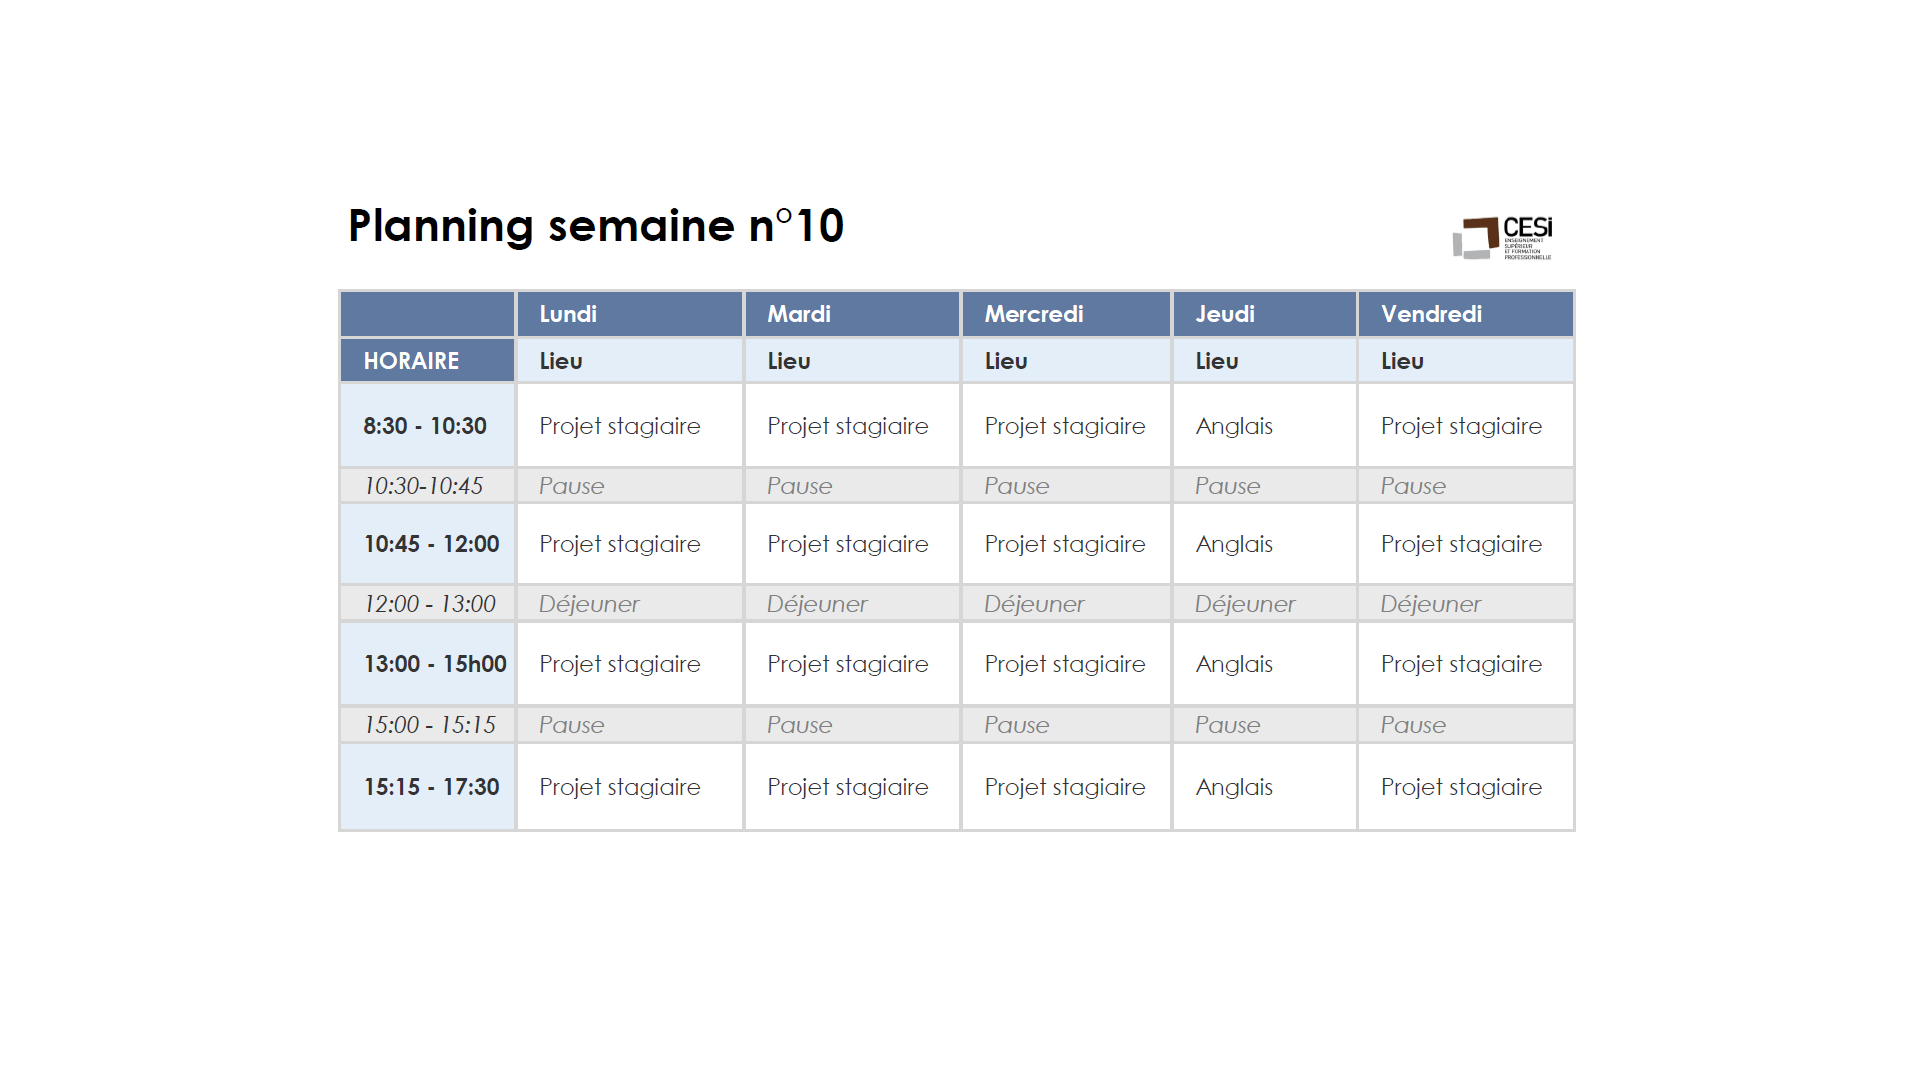 Planning semaine n°10
CESi
ENSEIGNEMENT
SUPÉRIEUR
ET FORMATION
PROFESSIONNELLE
Lundi Mardi Mercredi Jeudi Vendredi
HORAIRE Lieu Lieu Lieu Lieu Lieu
8:30 - 10:30 Projet stagiaire Projet stagiaire Projet stagiaire Anglais Projet stagiaire
10:30-10:45 Pause Pause Pause Pause Pause
10:45 - 12:00 Projet stagiaire Projet stagiaire Projet stagiaire Anglais Projet stagiaire
12:00 - 13:00 Déjeuner Déjeuner Déjeuner Déjeuner Déjeuner
13:00 - 15h00 Projet stagiaire Projet stagiaire Projet stagiaire Anglais Projet stagiaire
15:00 - 15:15 Pause Pause Pause Pause Pause
15:15 - 17:30 Projet stagiaire Projet stagiaire Projet stagiaire Anglais Projet stagiaire